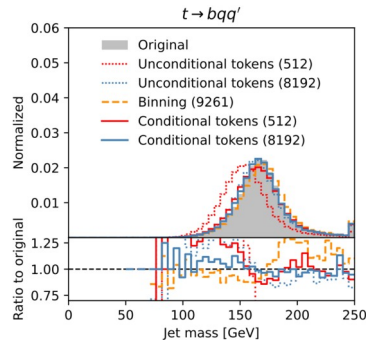 t → bqq'
Normalized
0.06
0.05
0.04
0.03
0.02
0.01
Original
Unconditional tokens (512)
Unconditional tokens (8192)
Binning (9261)
Conditional tokens (512)
Conditional tokens (8192)
Ratio to original
1.25
1.00
0.75
0 50 100 150 200 250
Jet mass [GeV]